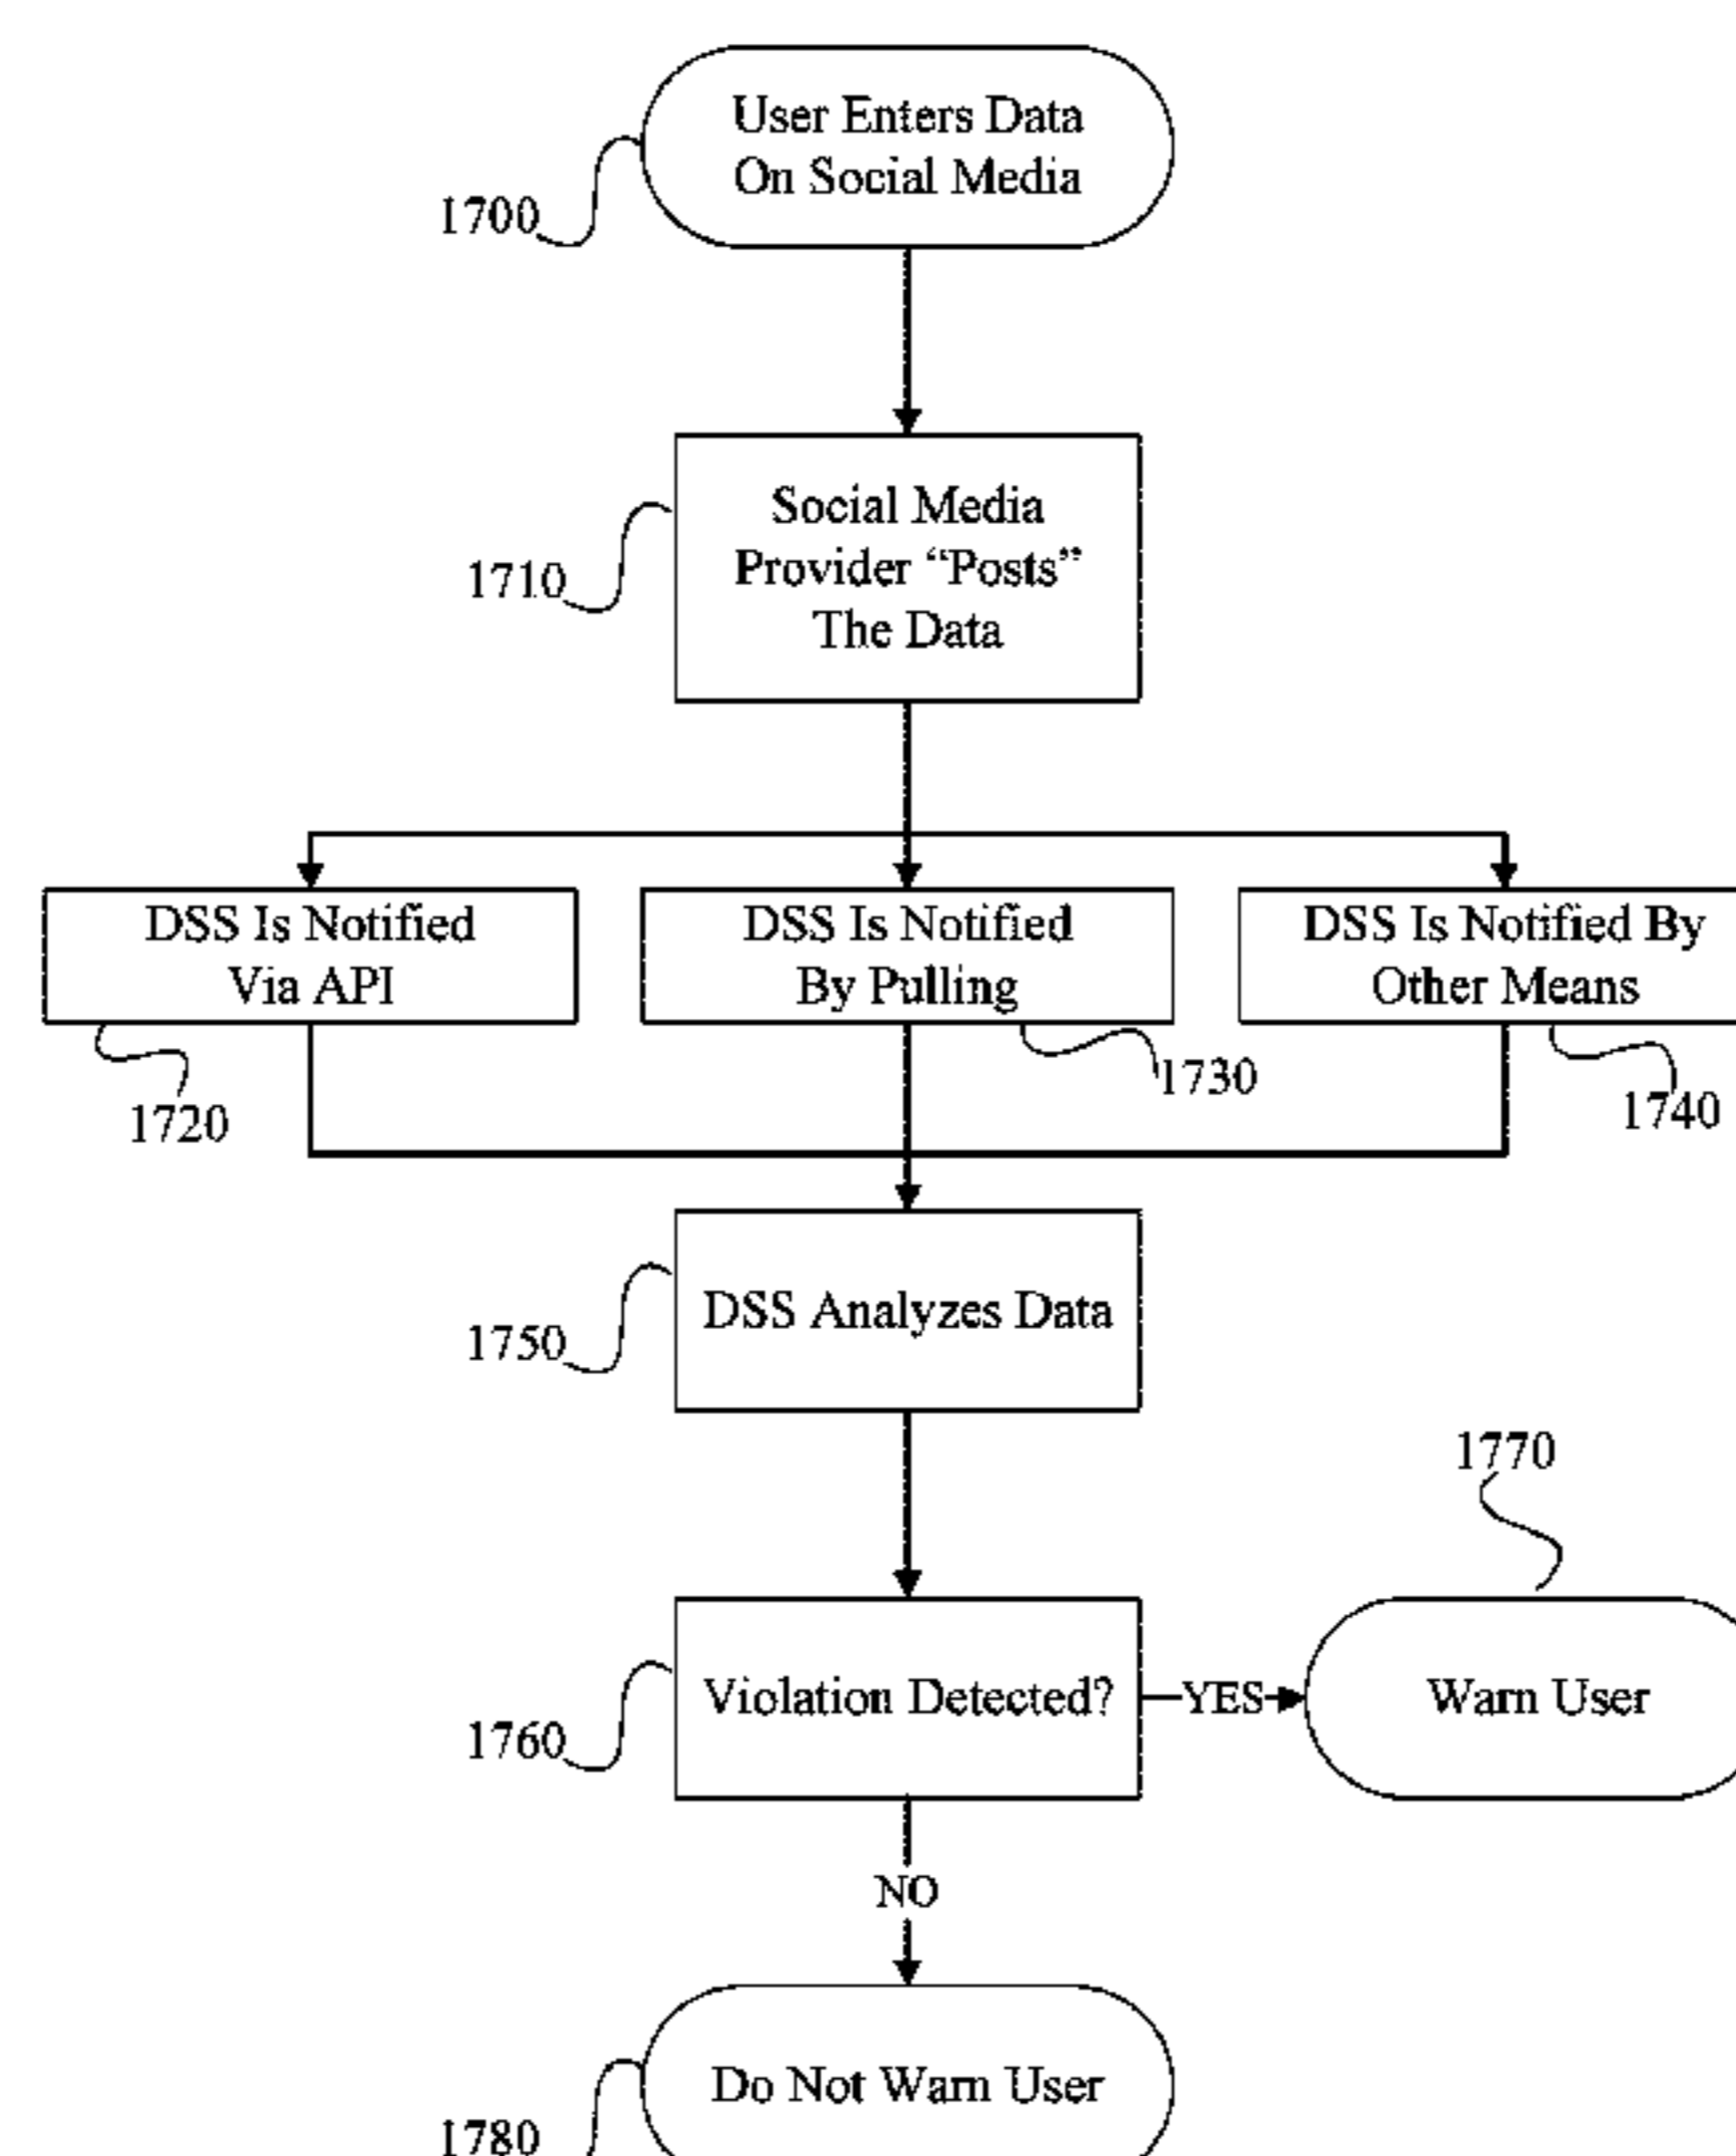 User Enters Data
On Social Media
1700
Social Media
Provider “Posts”
The Data
1710
DSS Is Notified
Via API
DSS Is Notified
By Pulling
DSS Is Notified By
Other Means
1720
1730
1740
DSS Analyzes Data
1750
1770
Violation Detected?
YES
Warn User
1760
NO
Do Not Warn User
1780